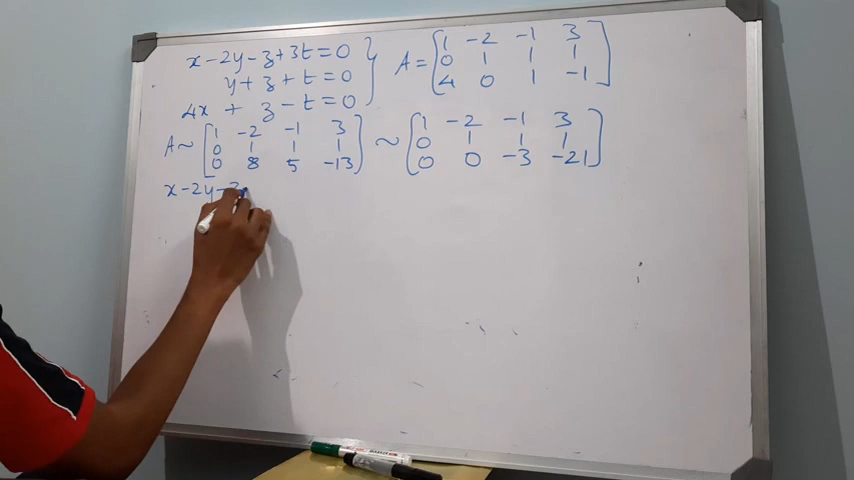 x - 2y - z + 3t = 0
y + z + t = 0
4x + z - t = 0
A = [1 -2 -1 3
0 1 1 1
4 0 1 -1]
A ~ [1 -2 -1 3
0 1 1 1
0 8 5 -13] ~ [1 -2 -1 3
0 1 1 1
0 0 -3 -21]
x - 2y - z